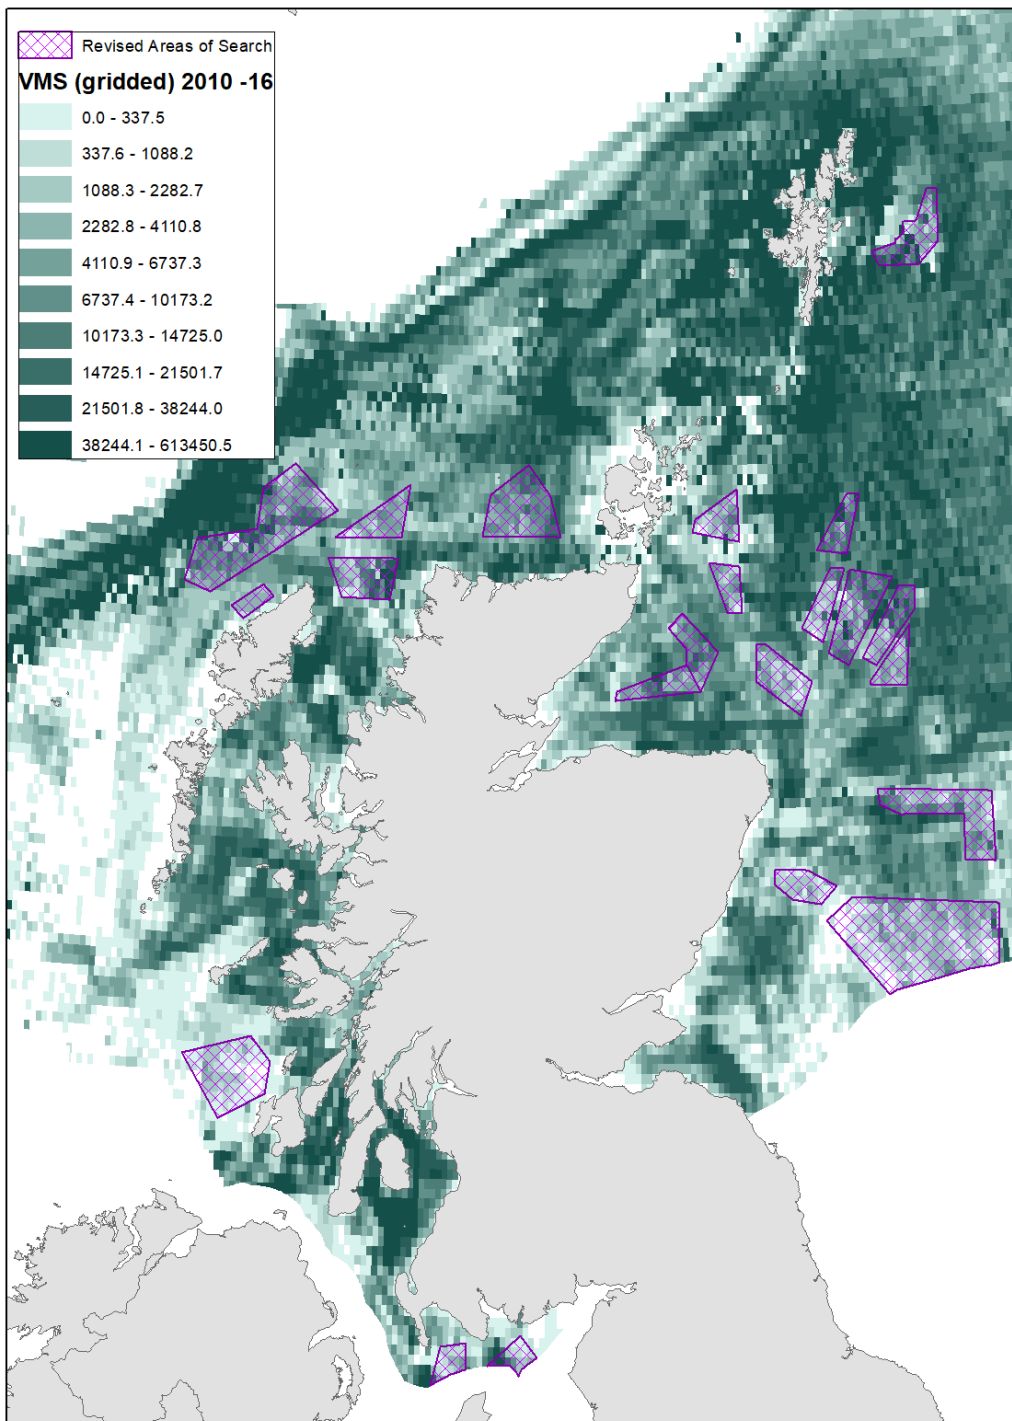 Revised Areas of Search
VMS (gridded) 2010 -16
0.0 - 337.5
337.6 - 1088.2
1088.3 - 2282.7
2282.8 - 4110.8
4110.9 - 6737.3
6737.4 - 10173.2
10173.3 - 14725.0
14725.1 - 21501.7
21501.8 - 38244.0
38244.1 - 613450.5